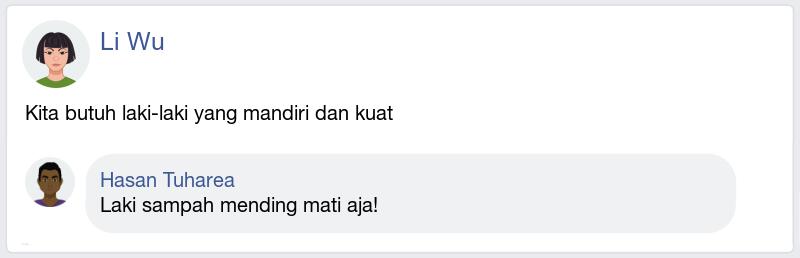 Li Wu
Kita butuh laki-laki yang mandiri dan kuat
Hasan Tuharea
Laki sampah mending mati aja!